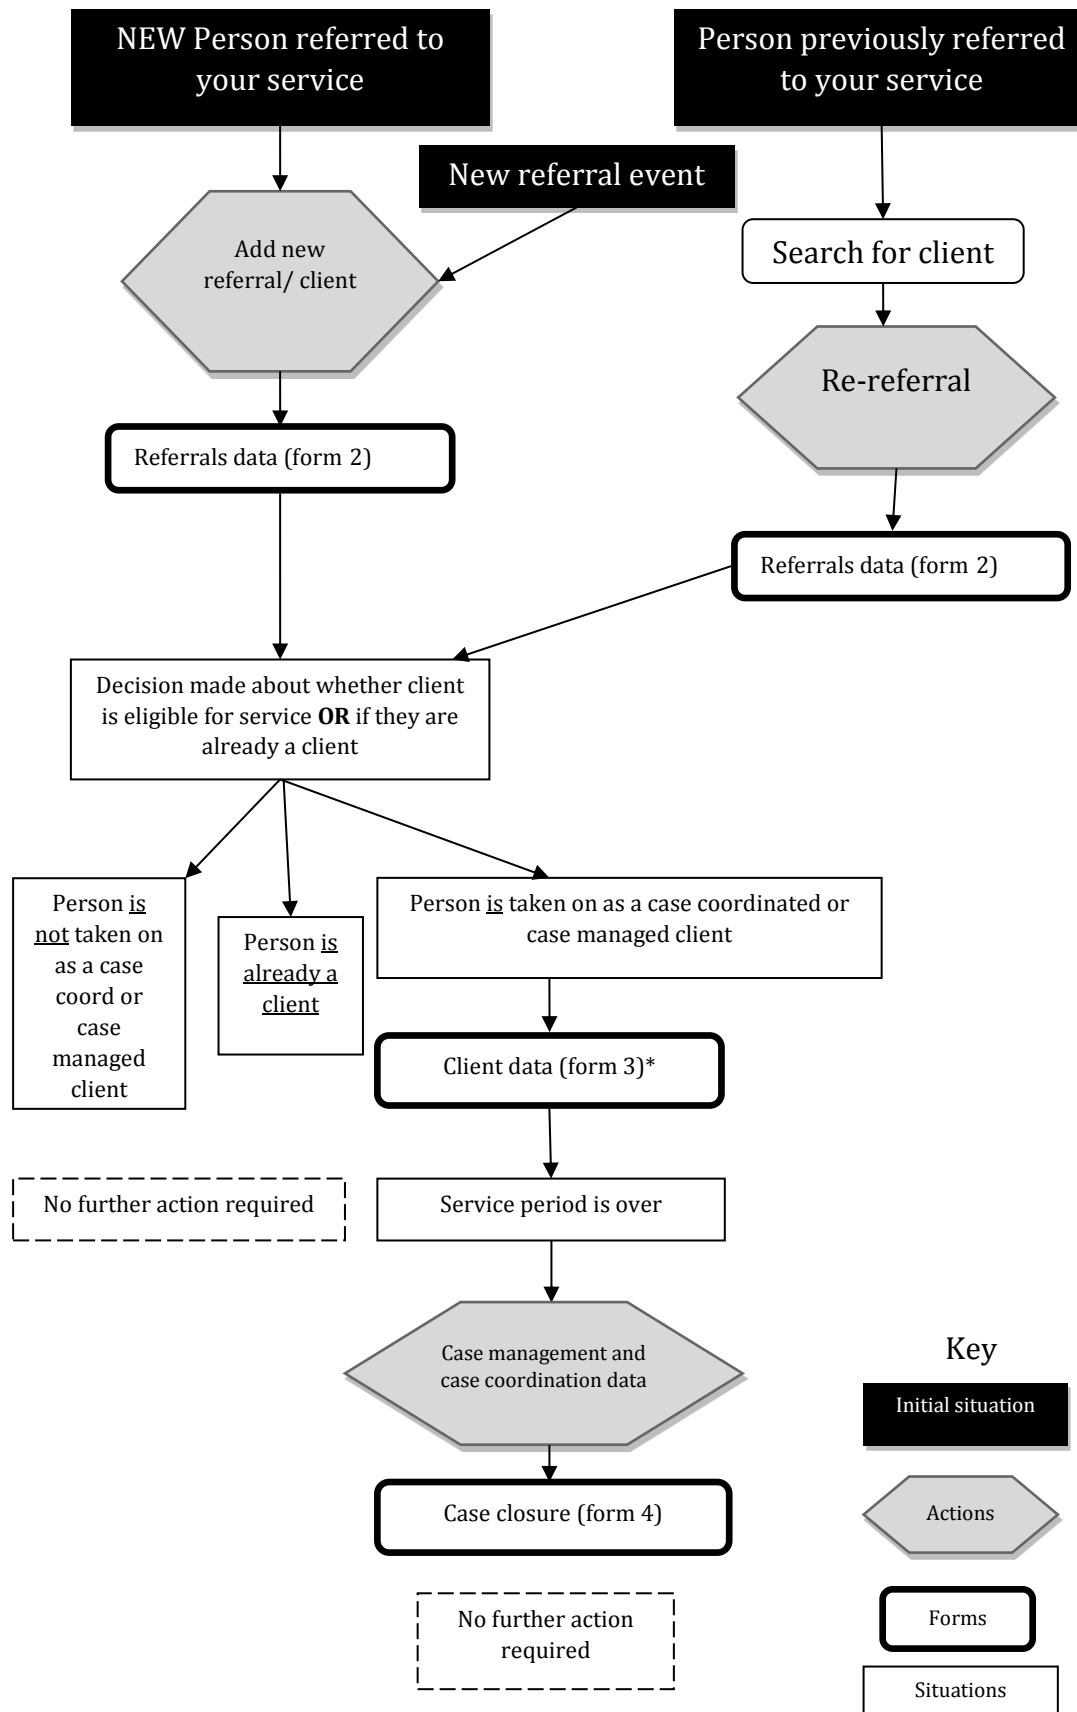 NEW Person referred to
your service
Person previously referred
to your service
New referral event
Add new
referral/ client
Search for client
Re-referral
Referrals data (form 2)
Referrals data (form 2)
Decision made about whether client
is eligible for service OR if they are
already a client
Person is
not taken on
as a case
coord or
case
managed
client
Person is
already a
client
Person is taken on as a case coordinated or
case managed client
Client data (form 3)*
No further action required
Service period is over
Case management and
case coordination data
Case closure (form 4)
No further action
required
Key
Initial situation
Actions
Forms
Situations